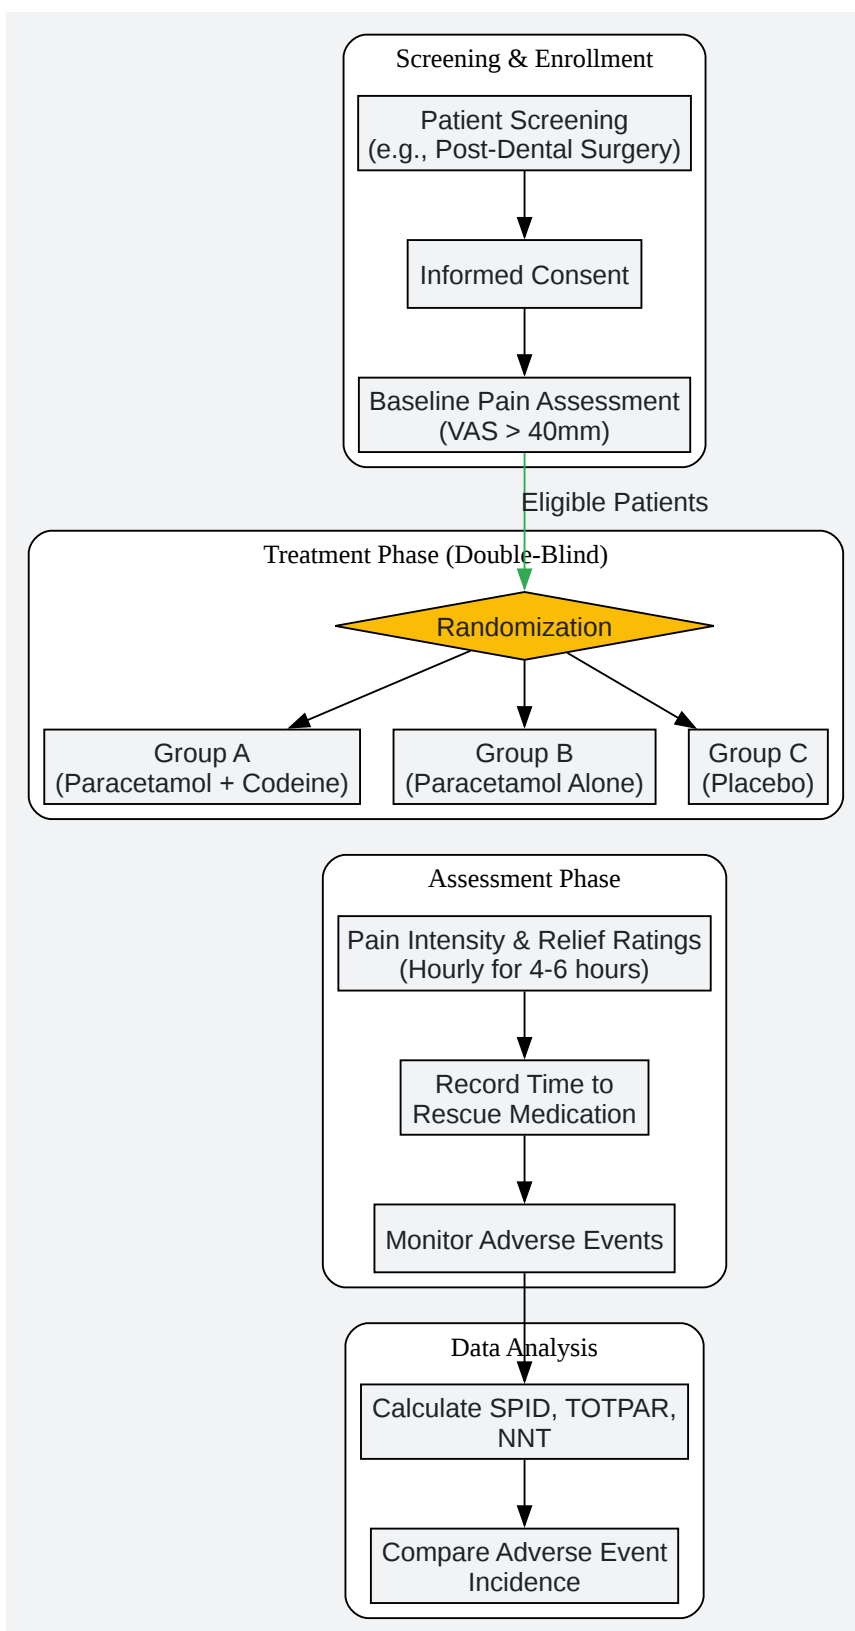 Screening & Enrollment
Patient Screening
(e.g., Post-Dental Surgery)
Informed Consent
Baseline Pain Assessment
(VAS > 40mm)
Eligible Patients
Treatment Phase (Double-Blind)
Randomization
Group A
(Paracetamol + Codeine)
Group B
(Paracetamol Alone)
Group C
(Placebo)
Assessment Phase
Pain Intensity & Relief Ratings
(Hourly for 4-6 hours)
Record Time to
Rescue Medication
Monitor Adverse Events
Data Analysis
Calculate SPID, TOTPAR,
NNT
Compare Adverse Event
Incidence